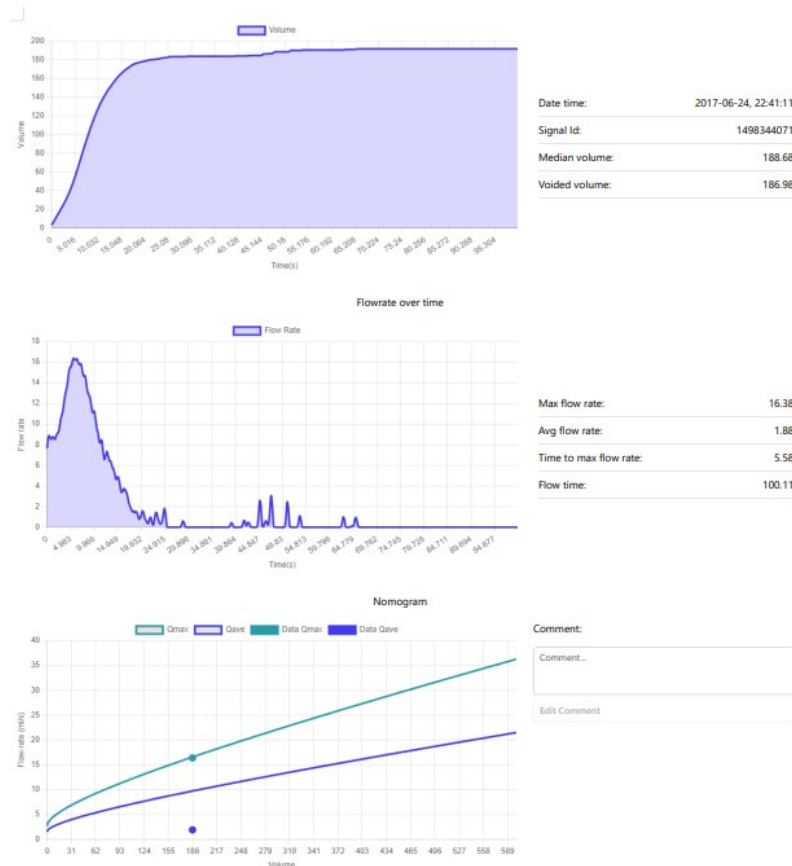 Volume
200
180
160
140
120
100
80
60
40
20
0
Volume
0 5.016 10.032 15.048 20.064 25.08 30.096 35.112 40.128 45.144 50.16 55.176 60.192 65.208 70.224 75.24 80.256 85.272 90.288 95.304
Time(s)
Date time: 2017-06-24, 22:41:11
Signal Id: 1498344071
Median volume: 188.68
Voided volume: 186.98
Flowrate over time
Flow Rate
18
16
14
12
10
8
6
4
2
0
Flow rate
0 4.983 9.966 14.949 19.932 24.915 29.898 34.881 39.864 44.847 49.83 54.813 59.796 64.779 69.762 74.745 79.728 84.711 89.694 94.677
Time(s)
Max flow rate: 16.38
Avg flow rate: 1.88
Time to max flow rate: 5.58
Flow time: 100.11
Nomogram
Qmax Qave Data Qmax Data Qave
40
35
30
25
20
15
10
5
0
Flow-rate (ml/s)
0 31 62 93 124 155 186 217 248 279 310 341 372 403 434 465 496 527 558 589
Volume
Comment:
Comment...
Edit Comment